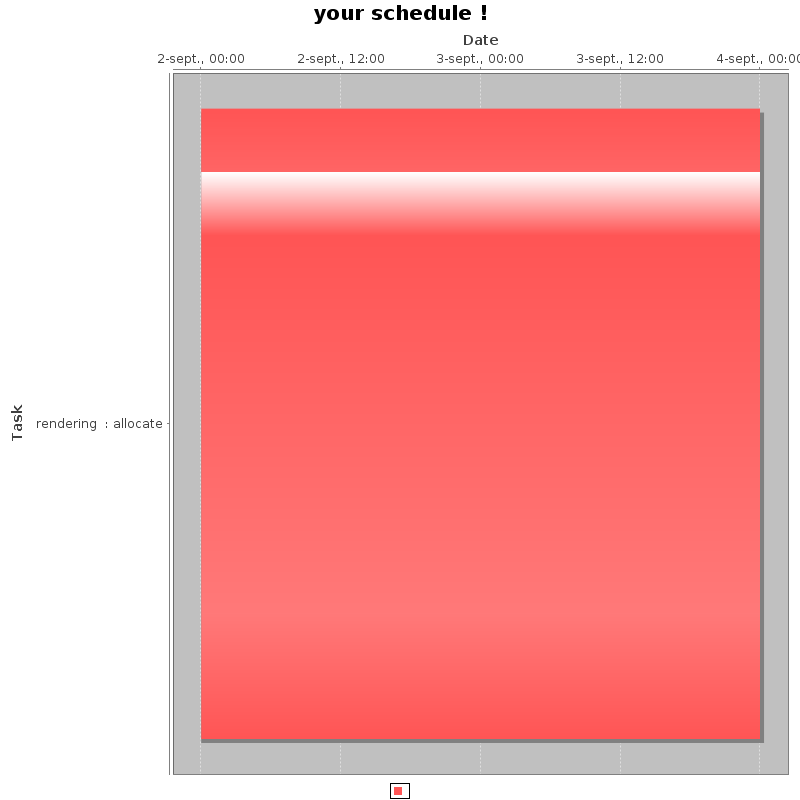 your schedule !
Date
2-sept., 00:00 2-sept., 12:00 3-sept., 00:00 3-sept., 12:00 4-sept., 00:00
Task
rendering : allocate